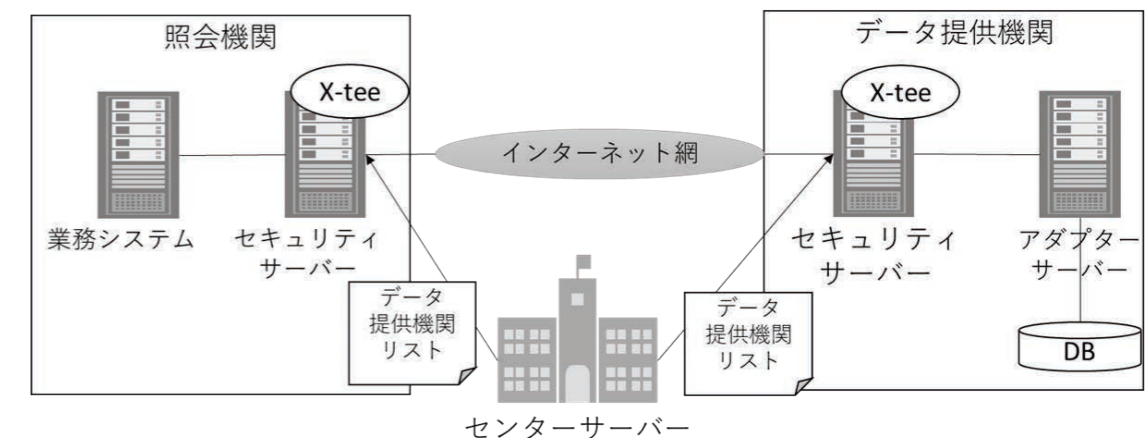 照会機関
データ提供機関
X-tee
X-tee
インターネット網
業務システム
セキュリティ
サーバー
セキュリティ
サーバー
アダプター
サーバー
データ
提供機関
リスト
データ
提供機関
リスト
DB
センターサーバー